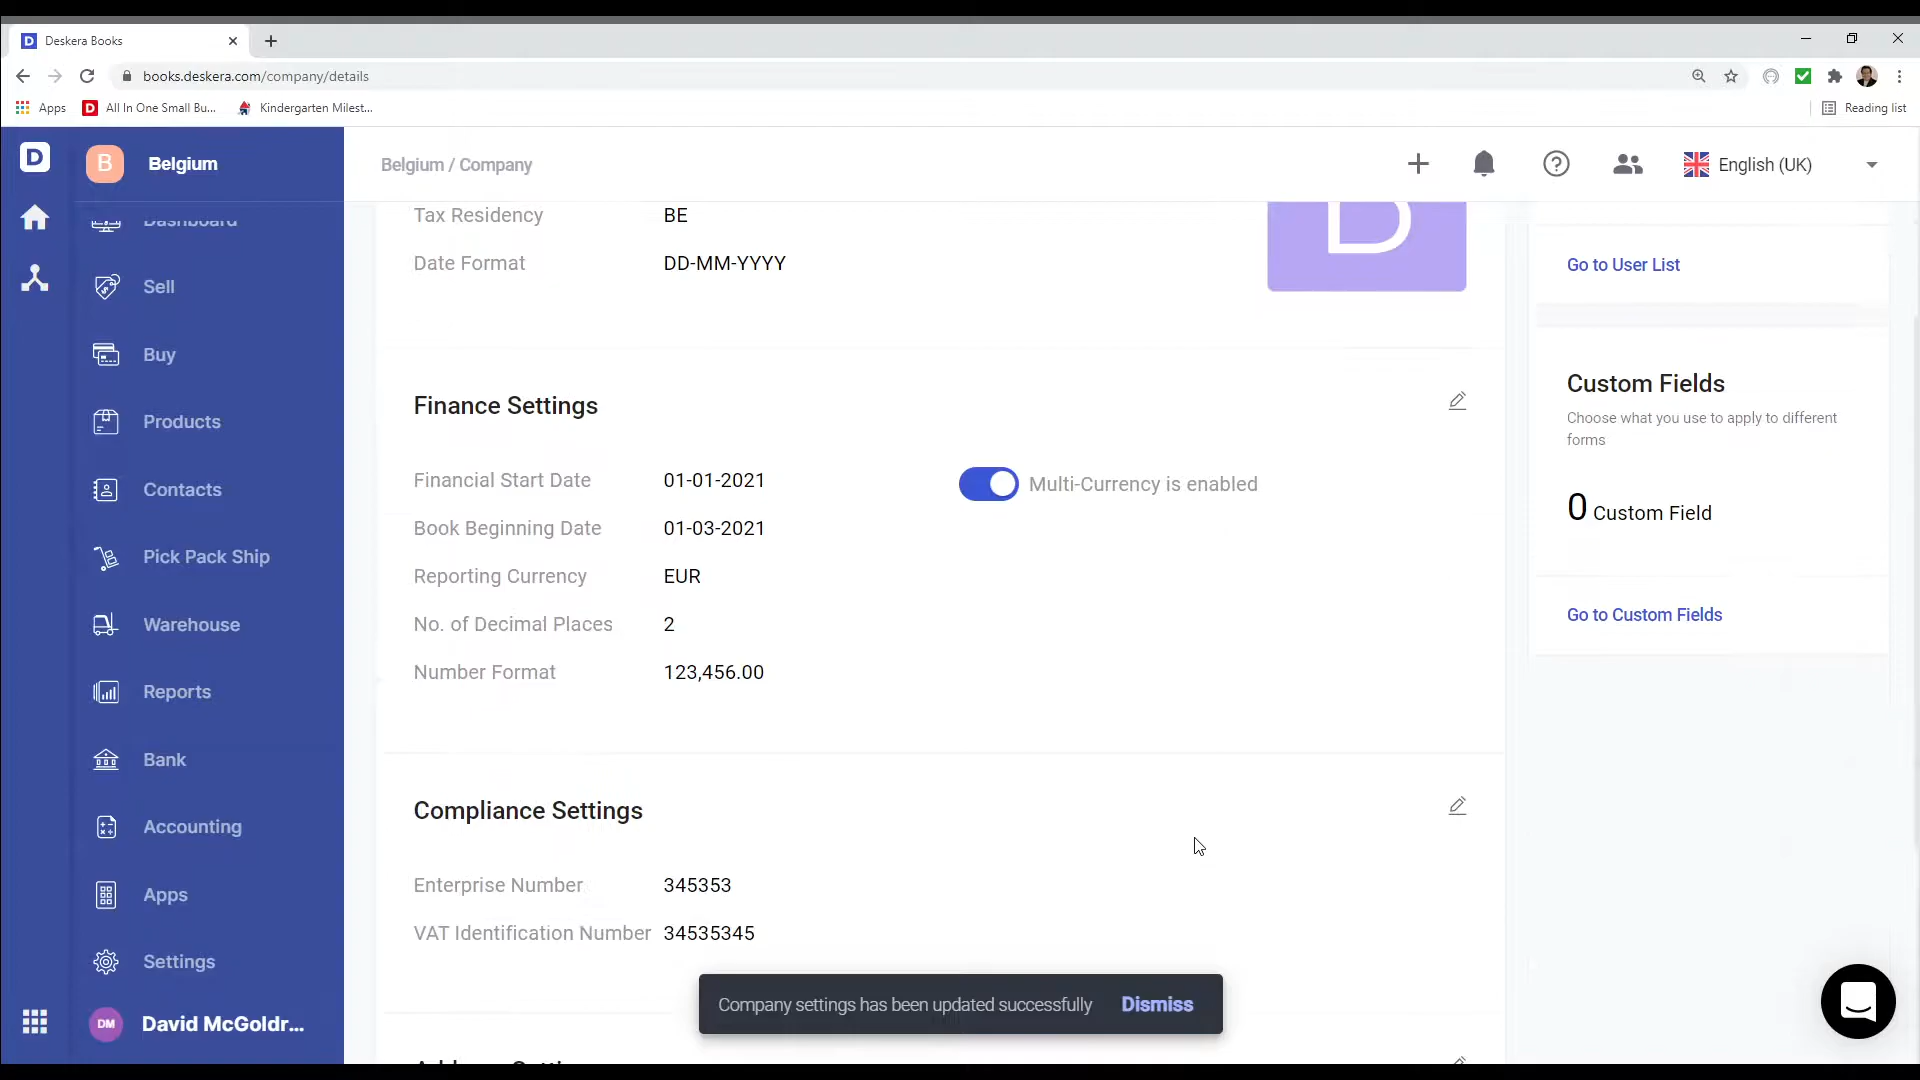 Deskera Books
books.deskera.com/company/details
Apps
D
All In One Small Bu...
Kindergarten Milest...
Reading list
D
B
Belgium
Belgium / Company
English (UK)
Dashboard
Sell
Buy
Products
Contacts
Pick Pack Ship
Warehouse
Reports
Bank
Accounting
Apps
Settings
DM
David McGoldr...
Tax Residency BE
Date Format DD-MM-YYYY
Finance Settings
Financial Start Date 01-01-2021
Multi-Currency is enabled
Book Beginning Date 01-03-2021
Reporting Currency EUR
No. of Decimal Places 2
Number Format 123,456.00
Compliance Settings
Enterprise Number 345353
VAT Identification Number 34535345
Company settings has been updated successfully Dismiss
Go to User List
Custom Fields
Choose what you use to apply to different
forms
0 Custom Field
Go to Custom Fields